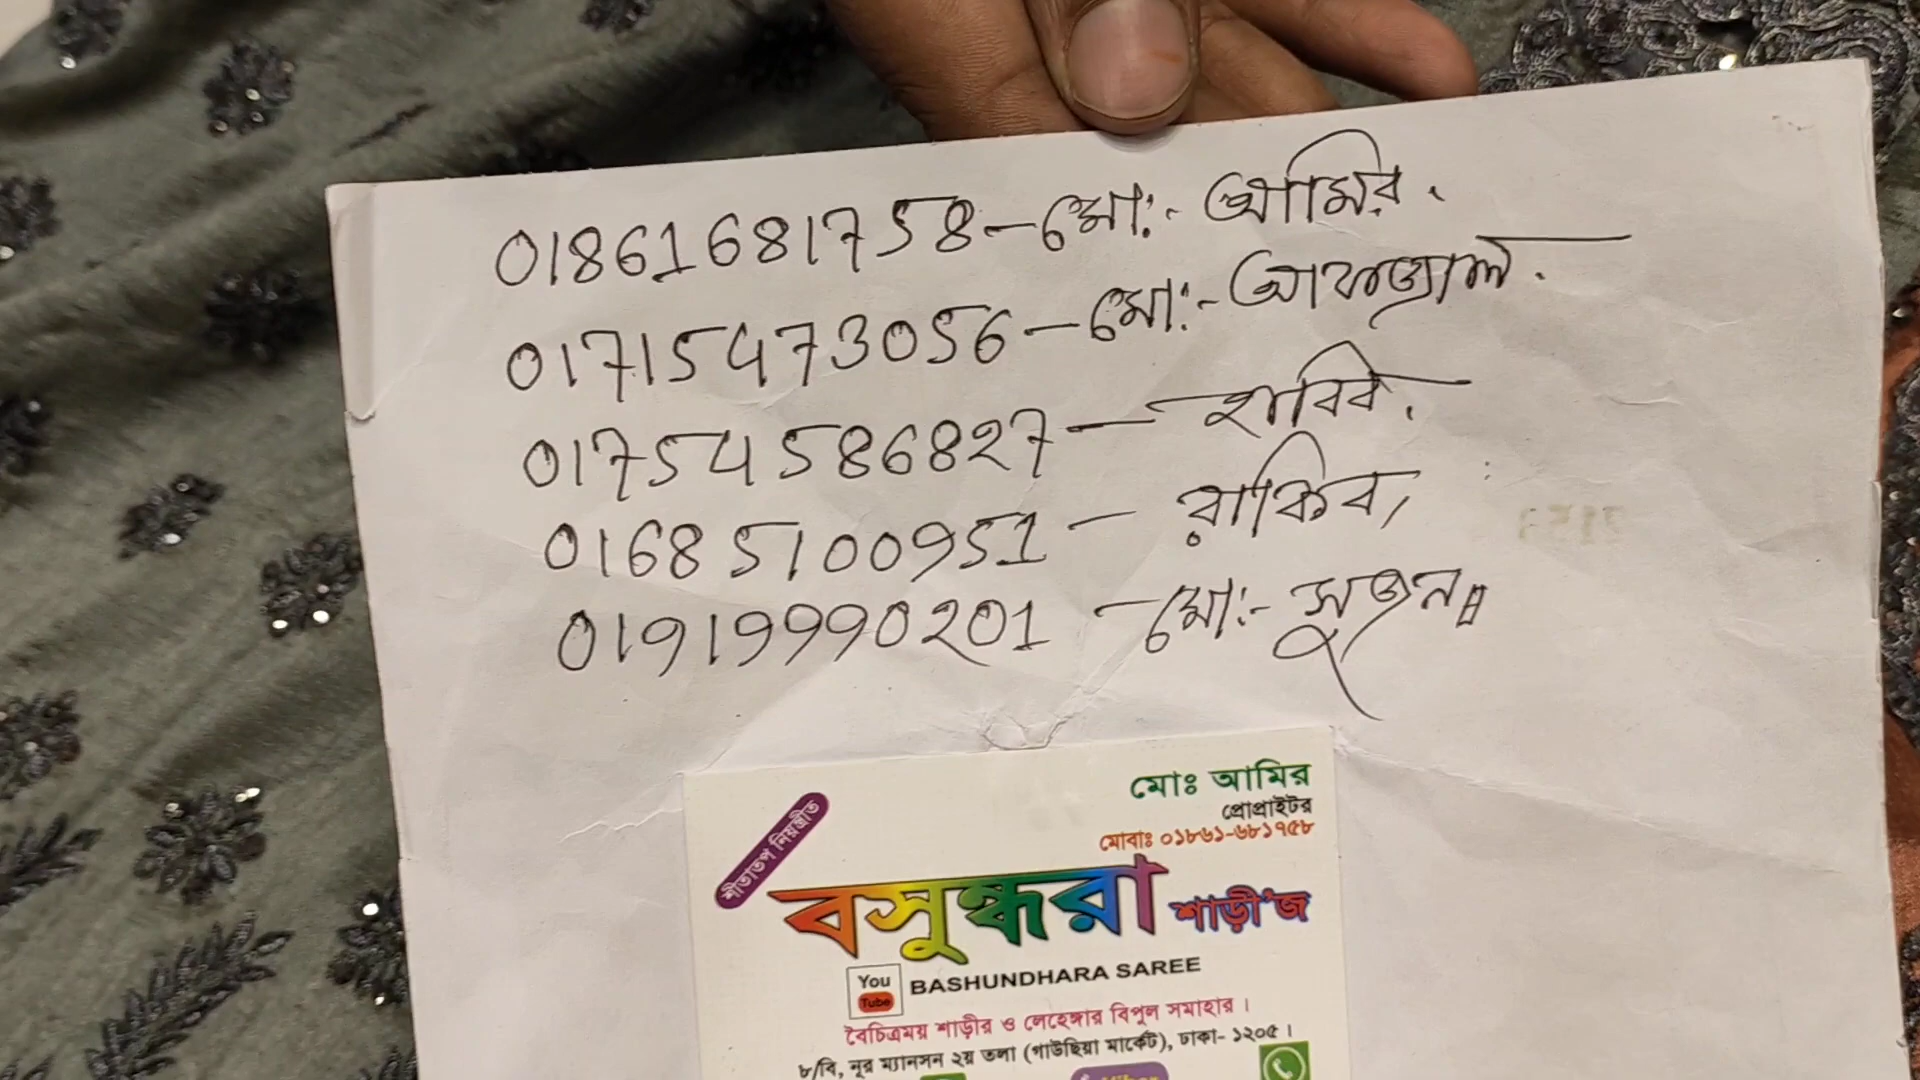 01861681758 - মো:- আমির.
01715473056 - মো:- আফজাল.
01754586827 - হাবিব.
01685100951 - রাকিব,
01919990201 - মো:- সুজন
মোঃ আমির
প্রোপ্রাইটর
মোবাঃ ০১৮৬১-৬৮১৭৫৮
শীতাতপ নিয়ন্ত্রীত
বসুন্ধরা শাড়ী'জ
You Tube BASHUNDHARA SAREE
বৈচিত্রময় শাড়ীর ও লেহেঙ্গার বিপুল সমাহার।
৮/বি, নূর ম্যানসন ২য় তলা (গাউছিয়া মার্কেট), ঢাকা- ১২০৫।